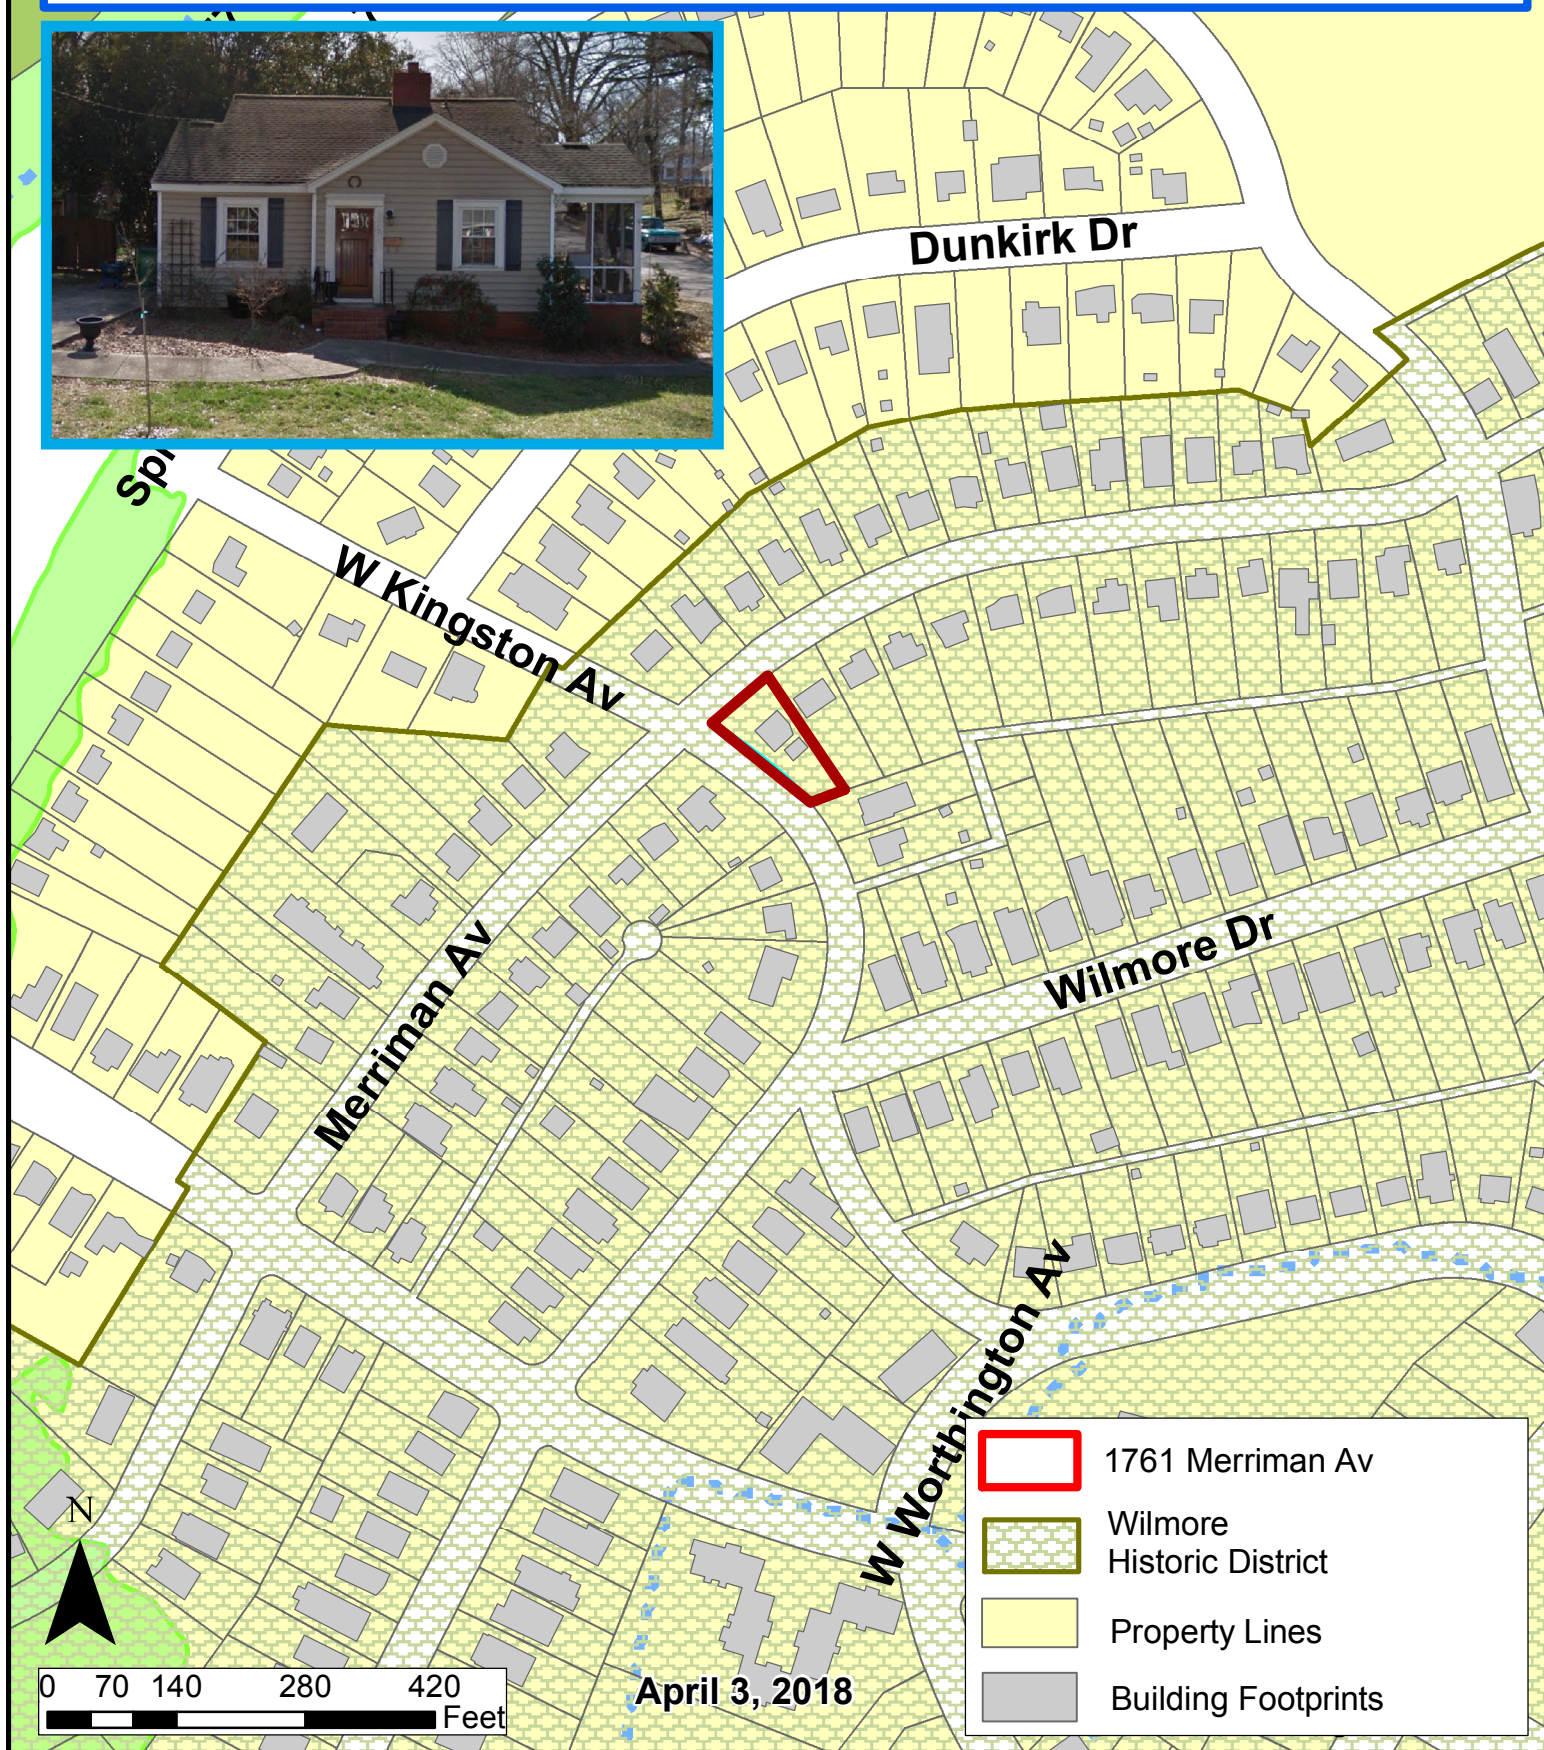 Dunkirk Dr
W Kingston Av
Merriman Av
Wilmore Dr
W Worthington Av
1761 Merriman Av
Wilmore
Historic District
Property Lines
Building Footprints
N
0 70 140 280 420
Feet
April 3, 2018